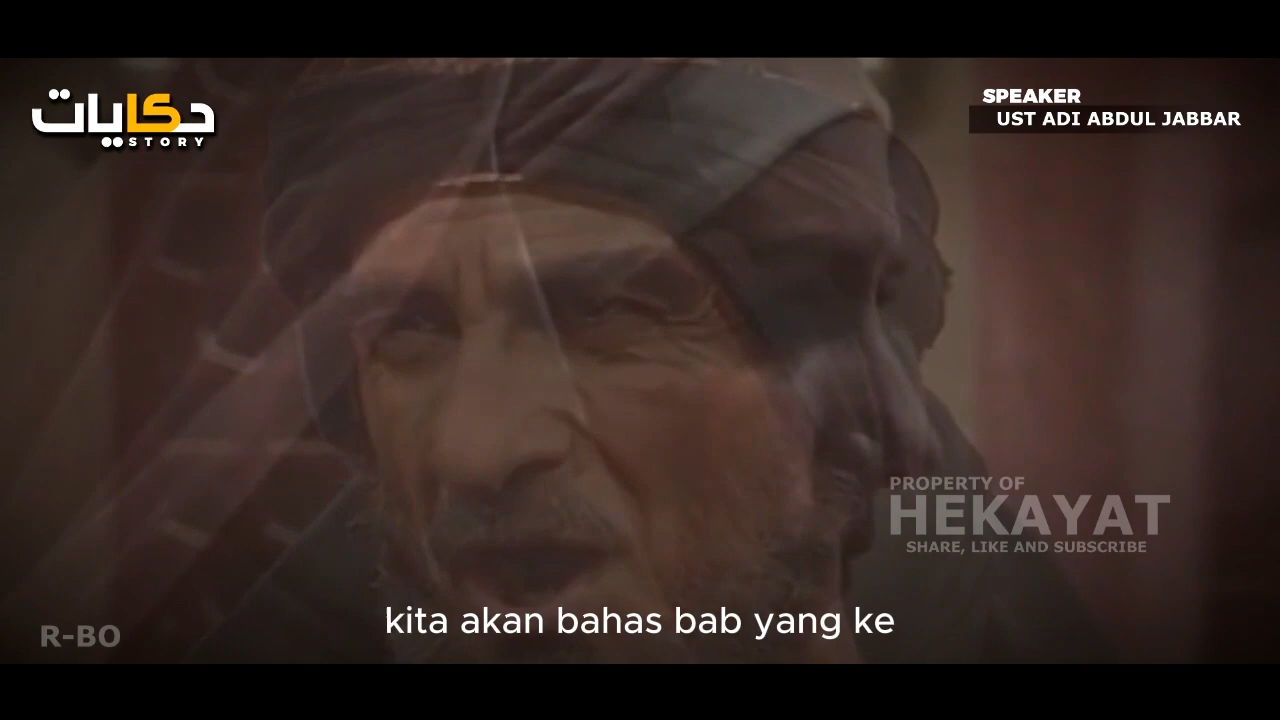 حكايات
STORY
SPEAKER
UST ADI ABDUL JABBAR
PROPERTY OF
HEKAYAT
SHARE, LIKE AND SUBSCRIBE
kita akan bahas bab yang ke
R-BO